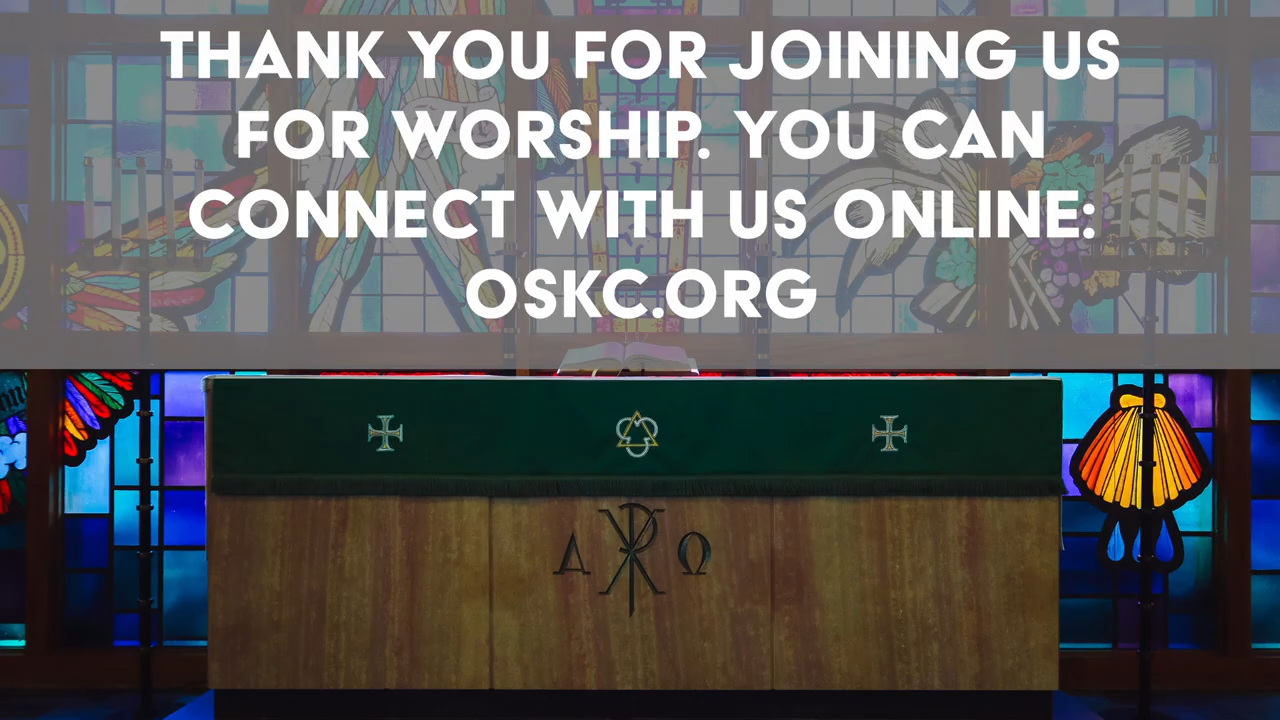 THANK YOU FOR JOINING US
FOR WORSHIP. YOU CAN
CONNECT WITH US ONLINE:
OSKC.ORG
Α ☧ Ω